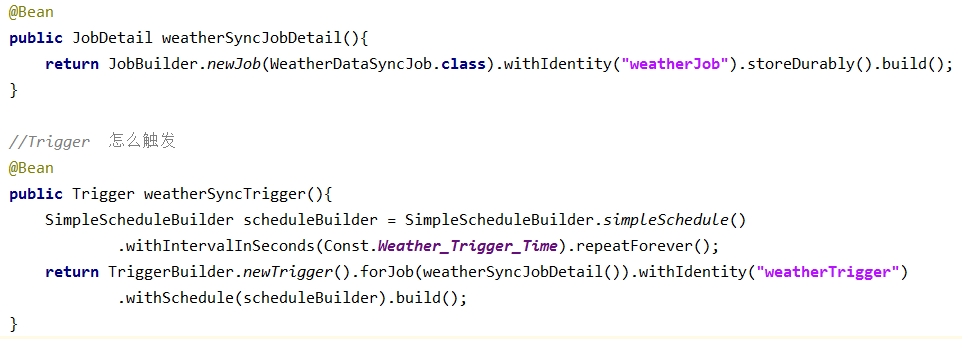 @Bean
public JobDetail weatherSyncJobDetail(){
    return JobBuilder.newJob(WeatherDataSyncJob.class).withIdentity("weatherJob").storeDurably().build();
}
//Trigger  怎么触发
@Bean
public Trigger weatherSyncTrigger(){
    SimpleScheduleBuilder scheduleBuilder = SimpleScheduleBuilder.simpleSchedule()
            .withIntervalInSeconds(Const.Weather_Trigger_Time).repeatForever();
    return TriggerBuilder.newTrigger().forJob(weatherSyncJobDetail()).withIdentity("weatherTrigger")
            .withSchedule(scheduleBuilder).build();
}